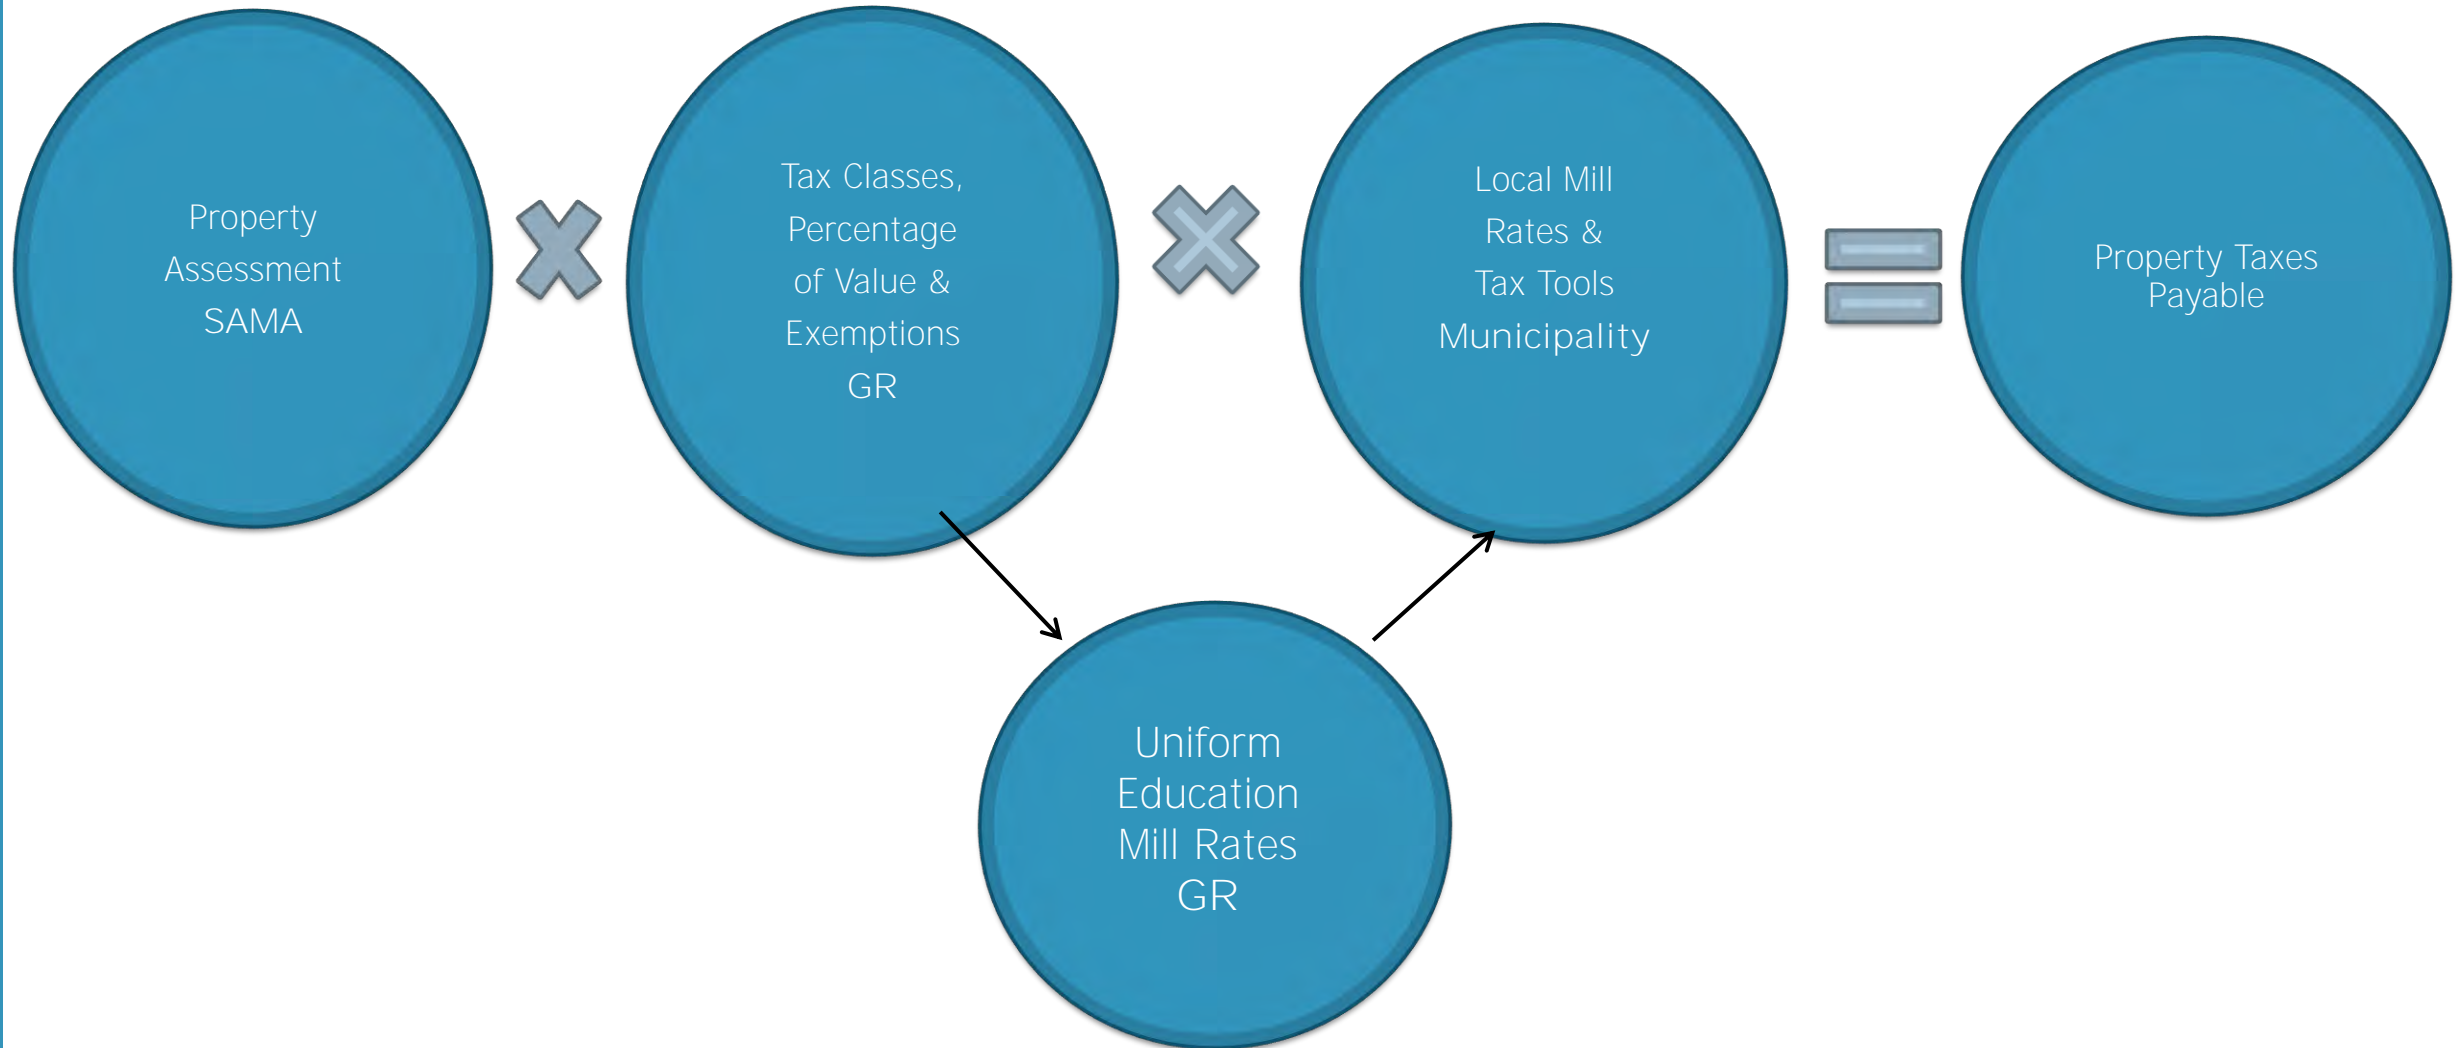 Property
Assessment
SAMA
Tax Classes,
Percentage
of Value &
Exemptions
GR
Local Mill
Rates &
Tax Tools
Municipality
Property Taxes
Payable
Uniform
Education
Mill Rates
GR